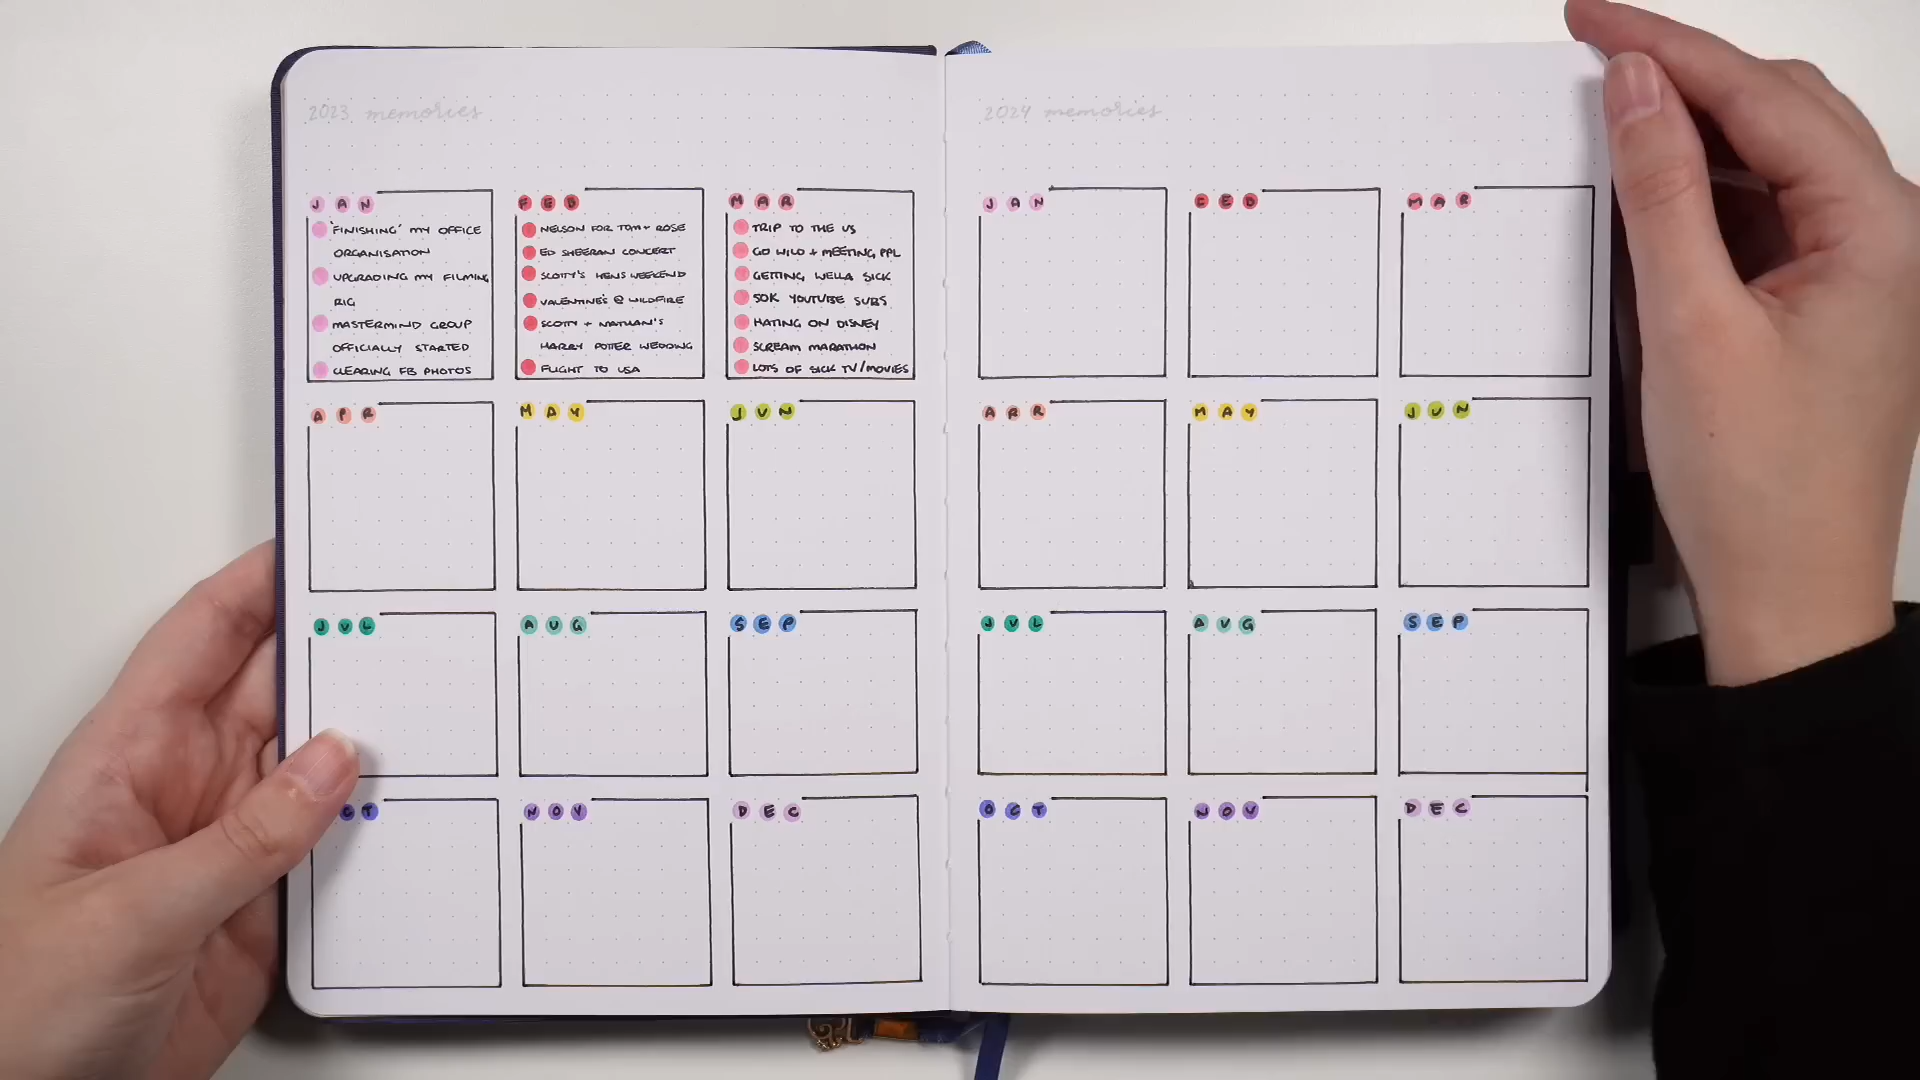 2023 memories
JAN
'FINISHING' MY OFFICE
ORGANISATION
UPGRADING MY FILMING
RIG
MASTERMIND GROUP
OFFICIALLY STARTED
CLEARING FB PHOTOS
FEB
NELSON FOR TOM + ROSE
ED SHEERAN CONCERT
SCOTTY'S HENS WEEKEND
VALENTINE'S @ WILDFIRE
SCOTTY + NATHAN'S
HARRY POTTER WEDDING
FLIGHT TO USA
MAR
TRIP TO THE US
GO WILD + MEETING PPL
GETTING HELLA SICK
50K YOUTUBE SUBS
HATING ON DISNEY
SCREAM MARATHON
LOTS OF SICK TV/MOVIES
APR
MAY
JUN
JUL
AUG
SEP
CT
NOV
DEC
2024 memories
JAN
FEB
MAR
APR
MAY
JUN
JUL
AUG
SEP
OCT
NOV
DEC